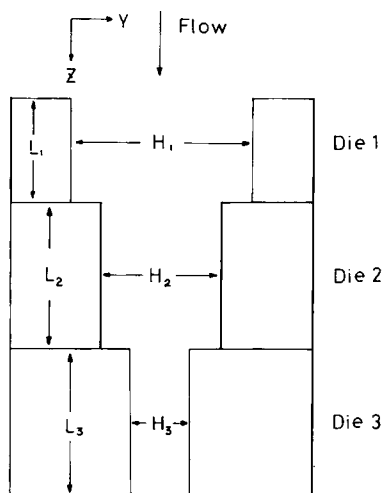 Y
Flow
Z
L₁
H₁
Die 1
L₂
H₂
Die 2
L₃
H₃
Die 3